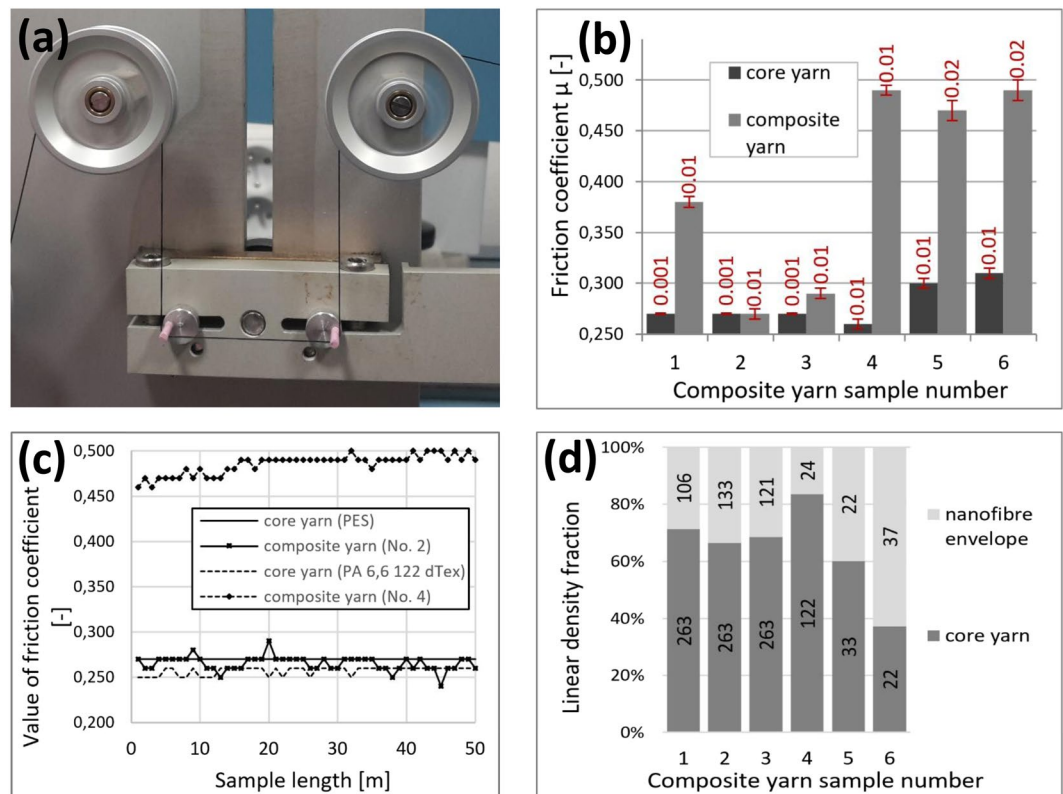 (a)
(b)
Friction coefficient μ [-]
0,500
0,450
0,400
0,350
0,300
0,250
core yarn
composite
yarn
0.001
0.01
0.001
0.01
0.001
0.01
0.01
0.01
0.01
0.02
0.01
0.02
1 2 3 4 5 6
Composite yarn sample number
(c)
Value of friction coefficient
[-]
0,500
0,450
0,400
0,350
0,300
0,250
0,200
core yarn (PES)
composite yarn (No. 2)
core yarn (PA 6,6 122 dTex)
composite yarn (No. 4)
0 10 20 30 40 50
Sample length [m]
(d)
Linear density fraction
100%
80%
60%
40%
20%
0%
106 133 121 24 22 37
263 263 263 122 33 22
nanofibre
envelope
core yarn
1 2 3 4 5 6
Composite yarn sample number